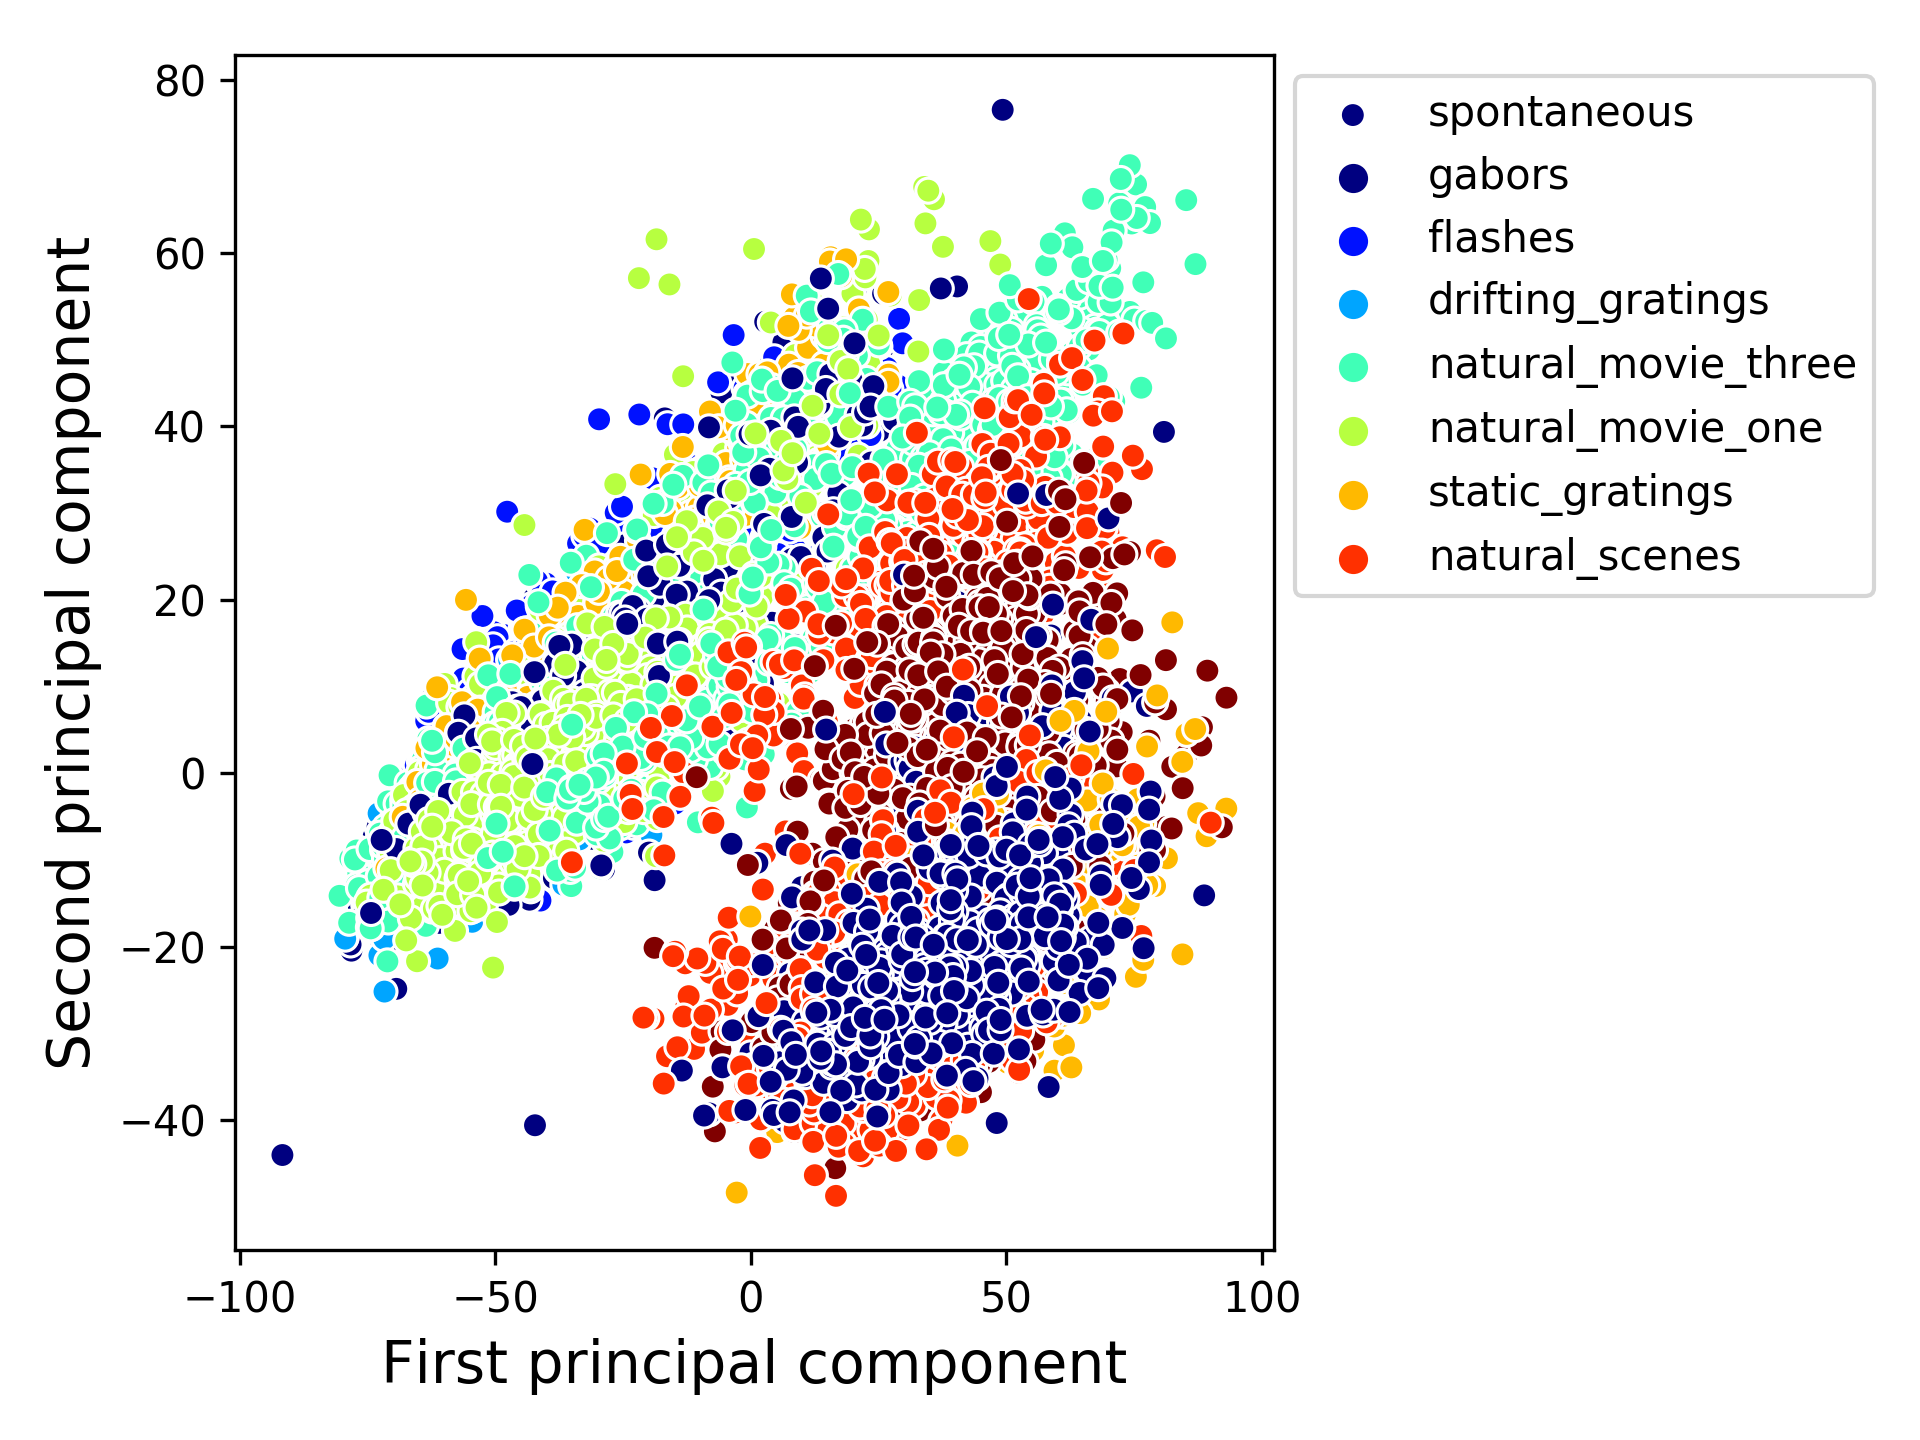 80
60
40
20
0
−20
−40
−100
−50
0
50
100
First principal component
Second principal component
spontaneous
gabors
flashes
drifting_gratings
natural_movie_three
natural_movie_one
static_gratings
natural_scenes